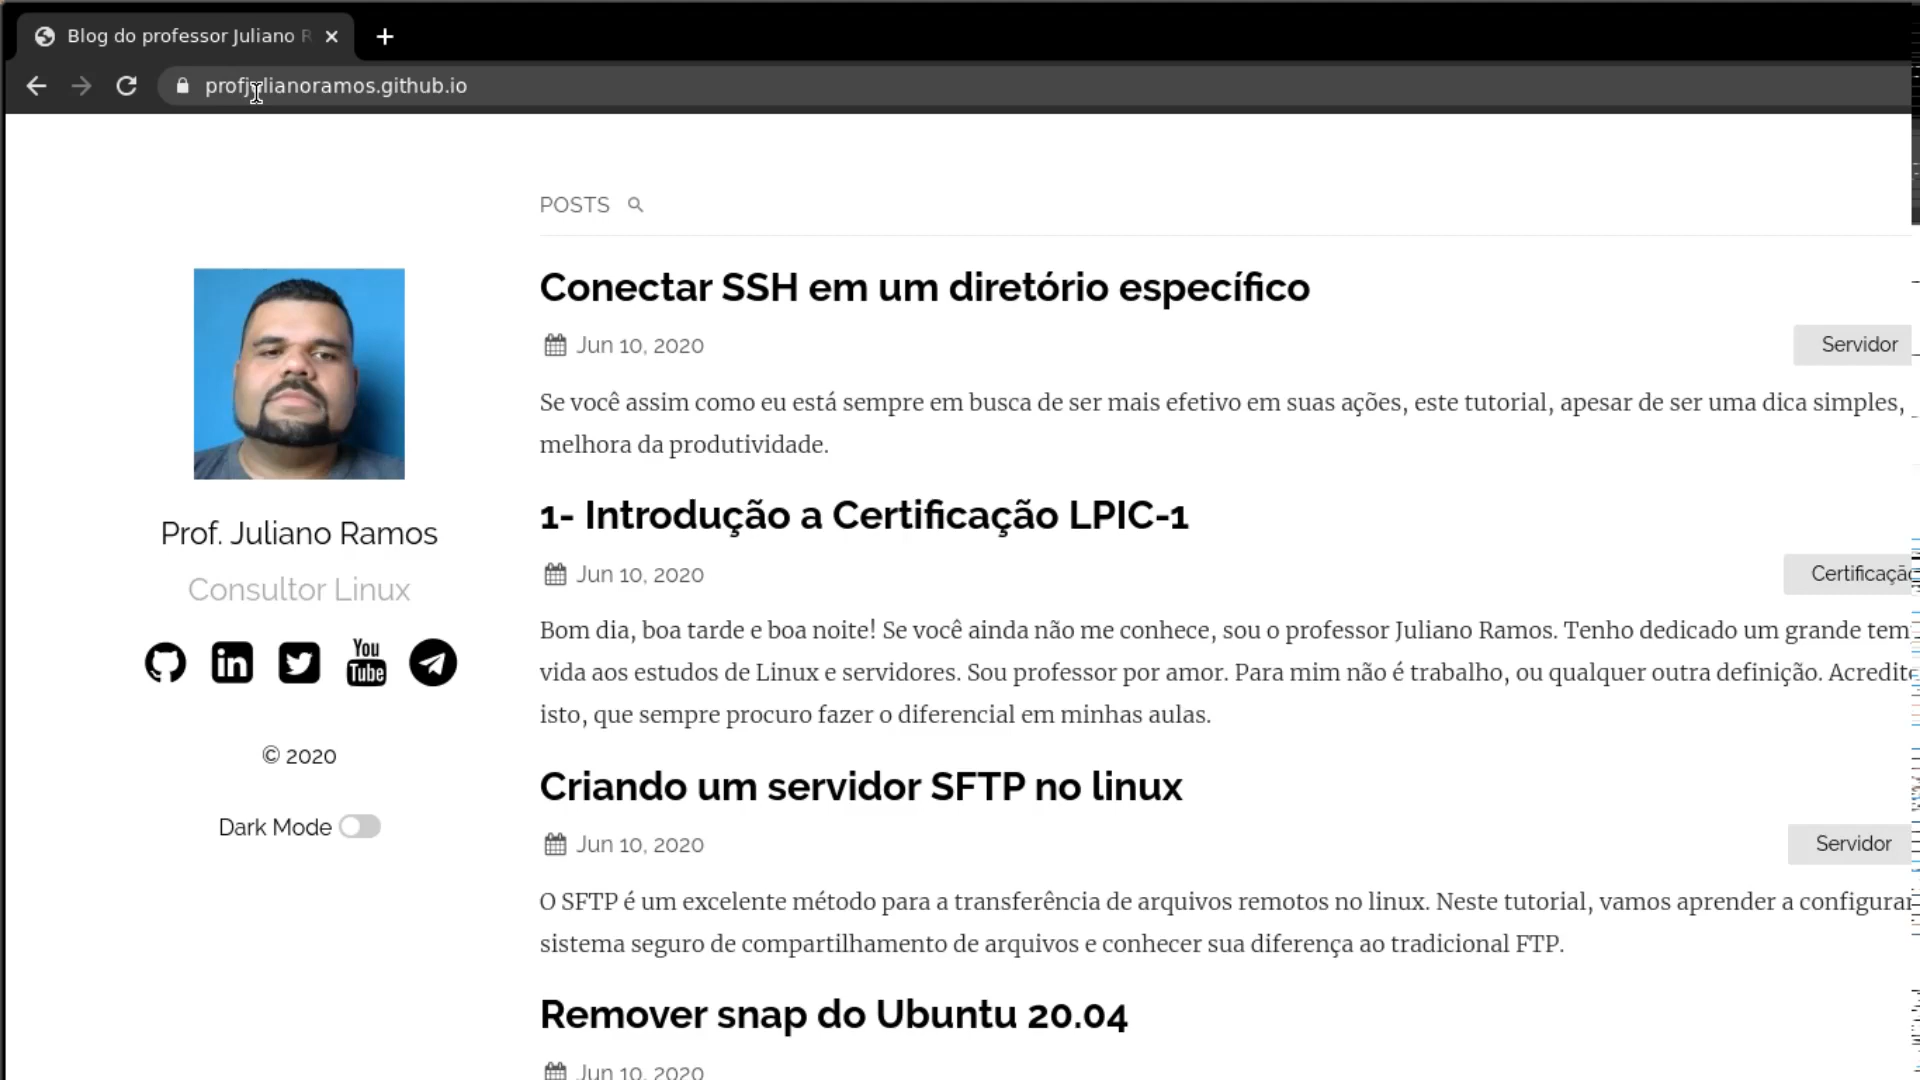 Blog do professor Juliano R
profjulianoramos.github.io
POSTS
Conectar SSH em um diretório específico
Jun 10, 2020
Servidor
Se você assim como eu está sempre em busca de ser mais efetivo em suas ações, este tutorial, apesar de ser uma dica simples,
melhora da produtividade.
1- Introdução a Certificação LPIC-1
Jun 10, 2020
Certificação
Bom dia, boa tarde e boa noite! Se você ainda não me conhece, sou o professor Juliano Ramos. Tenho dedicado um grande tem
vida aos estudos de Linux e servidores. Sou professor por amor. Para mim não é trabalho, ou qualquer outra definição. Acredito
isto, que sempre procuro fazer o diferencial em minhas aulas.
Criando um servidor SFTP no linux
Jun 10, 2020
Servidor
O SFTP é um excelente método para a transferência de arquivos remotos no linux. Neste tutorial, vamos aprender a configurar
sistema seguro de compartilhamento de arquivos e conhecer sua diferença ao tradicional FTP.
Remover snap do Ubuntu 20.04
Jun 10, 2020
Prof. Juliano Ramos
Consultor Linux
in
You
Tube
© 2020
Dark Mode